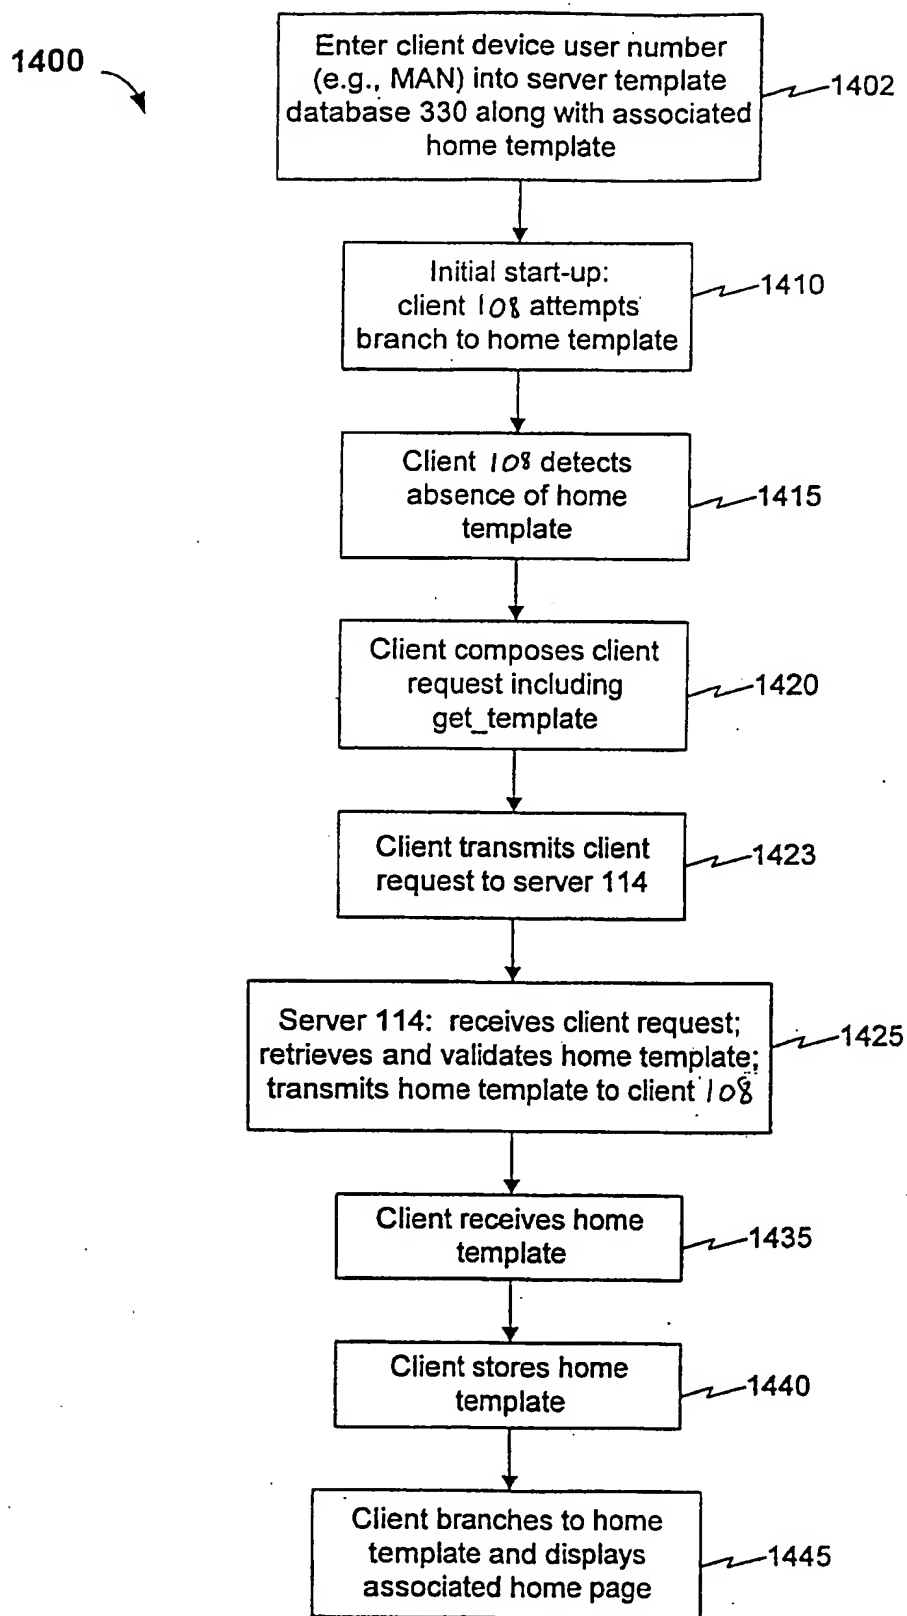 1400
Enter client device user number
(e.g., MAN) into server template
database 330 along with associated
home template
1402
Initial start-up:
client 108 attempts
branch to home template
1410
Client 108 detects
absence of home
template
1415
Client composes client
request including
get_template
1420
Client transmits client
request to server 114
1423
Server 114: receives client request;
retrieves and validates home template;
transmits home template to client 108
1425
Client receives home
template
1435
Client stores home
template
1440
Client branches to home
template and displays
associated home page
1445